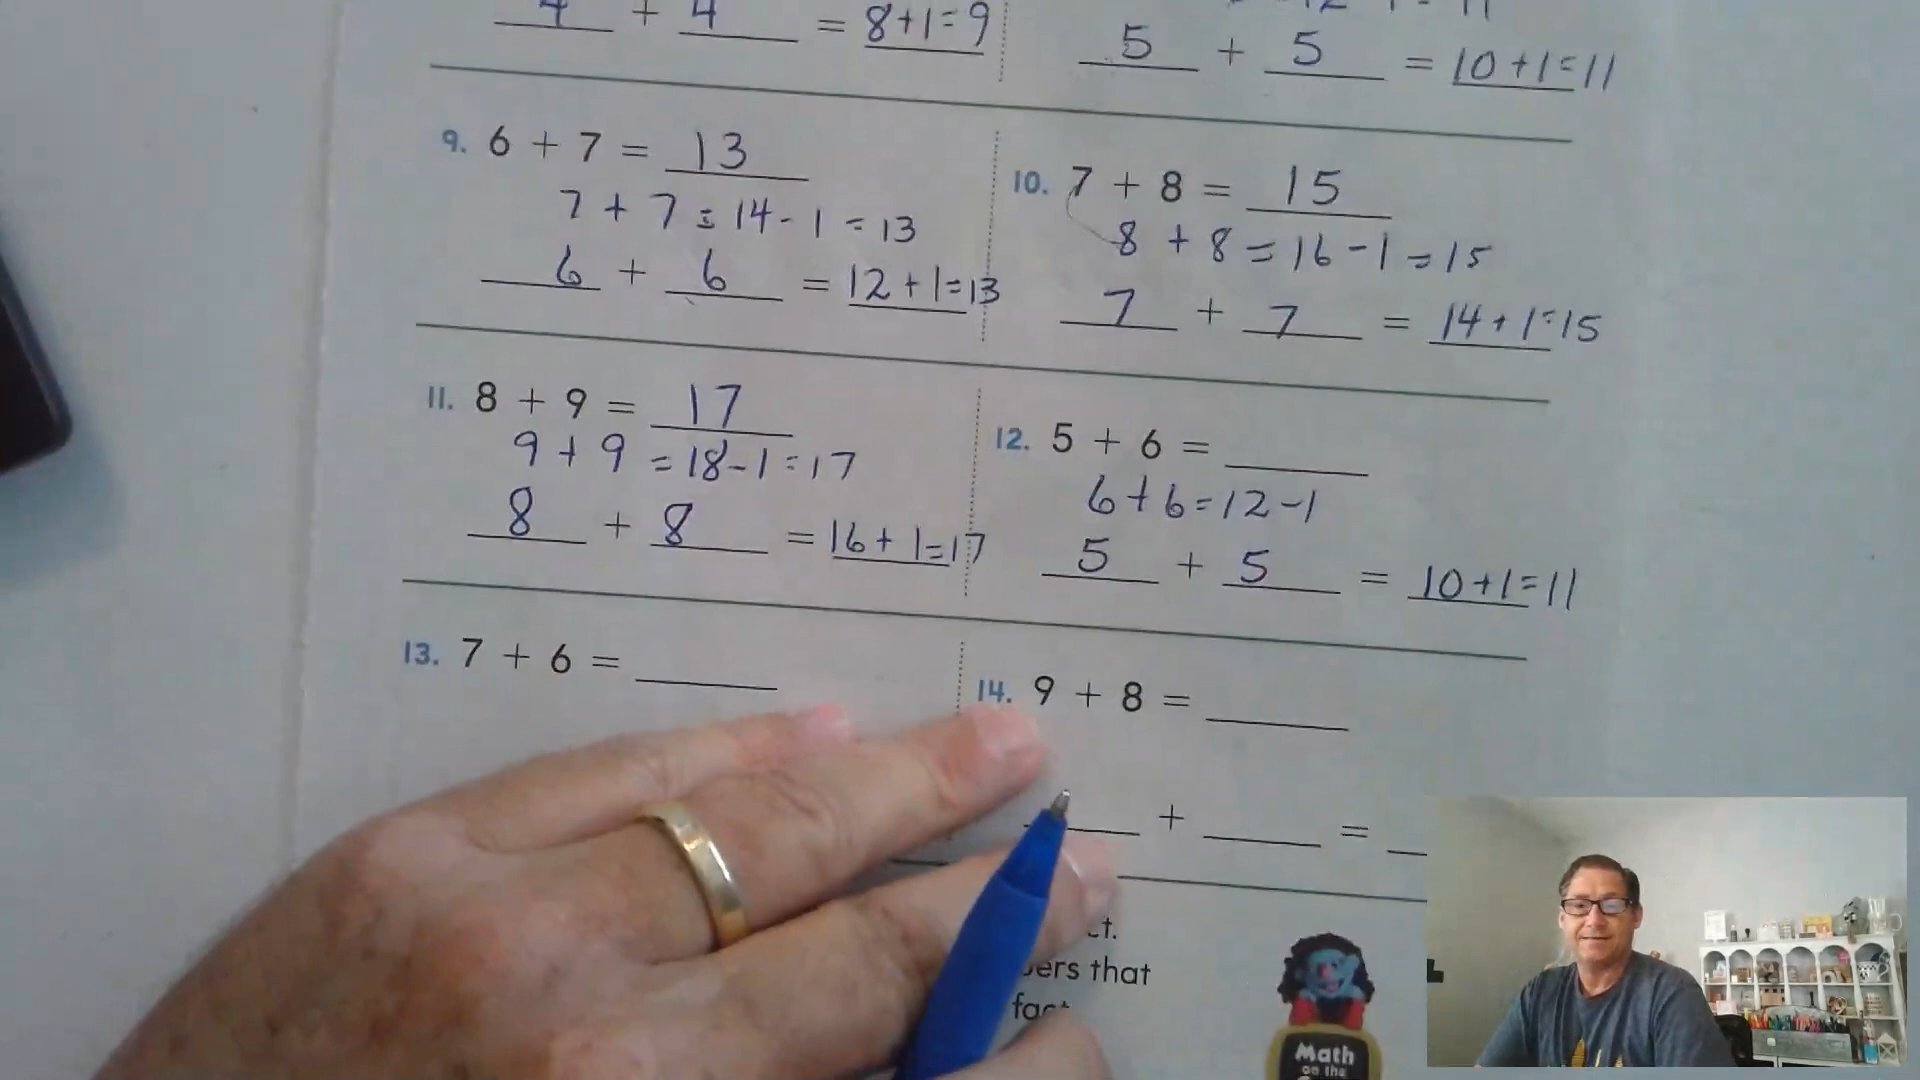 4 + 4 = 8+1=9
5 + 5 = 10+1=11
9. 6 + 7 = 13
7 + 7 = 14-1 = 13
6 + 6 = 12+1=13
10. 7 + 8 = 15
8 + 8 = 16-1 = 15
7 + 7 = 14+1=15
11. 8 + 9 = 17
9 + 9 = 18-1=17
8 + 8 = 16+1=17
12. 5 + 6 =
6+6=12-1
5 + 5 = 10+1=11
13. 7 + 6 =
14. 9 + 8 =
+ =
that
Math
on the